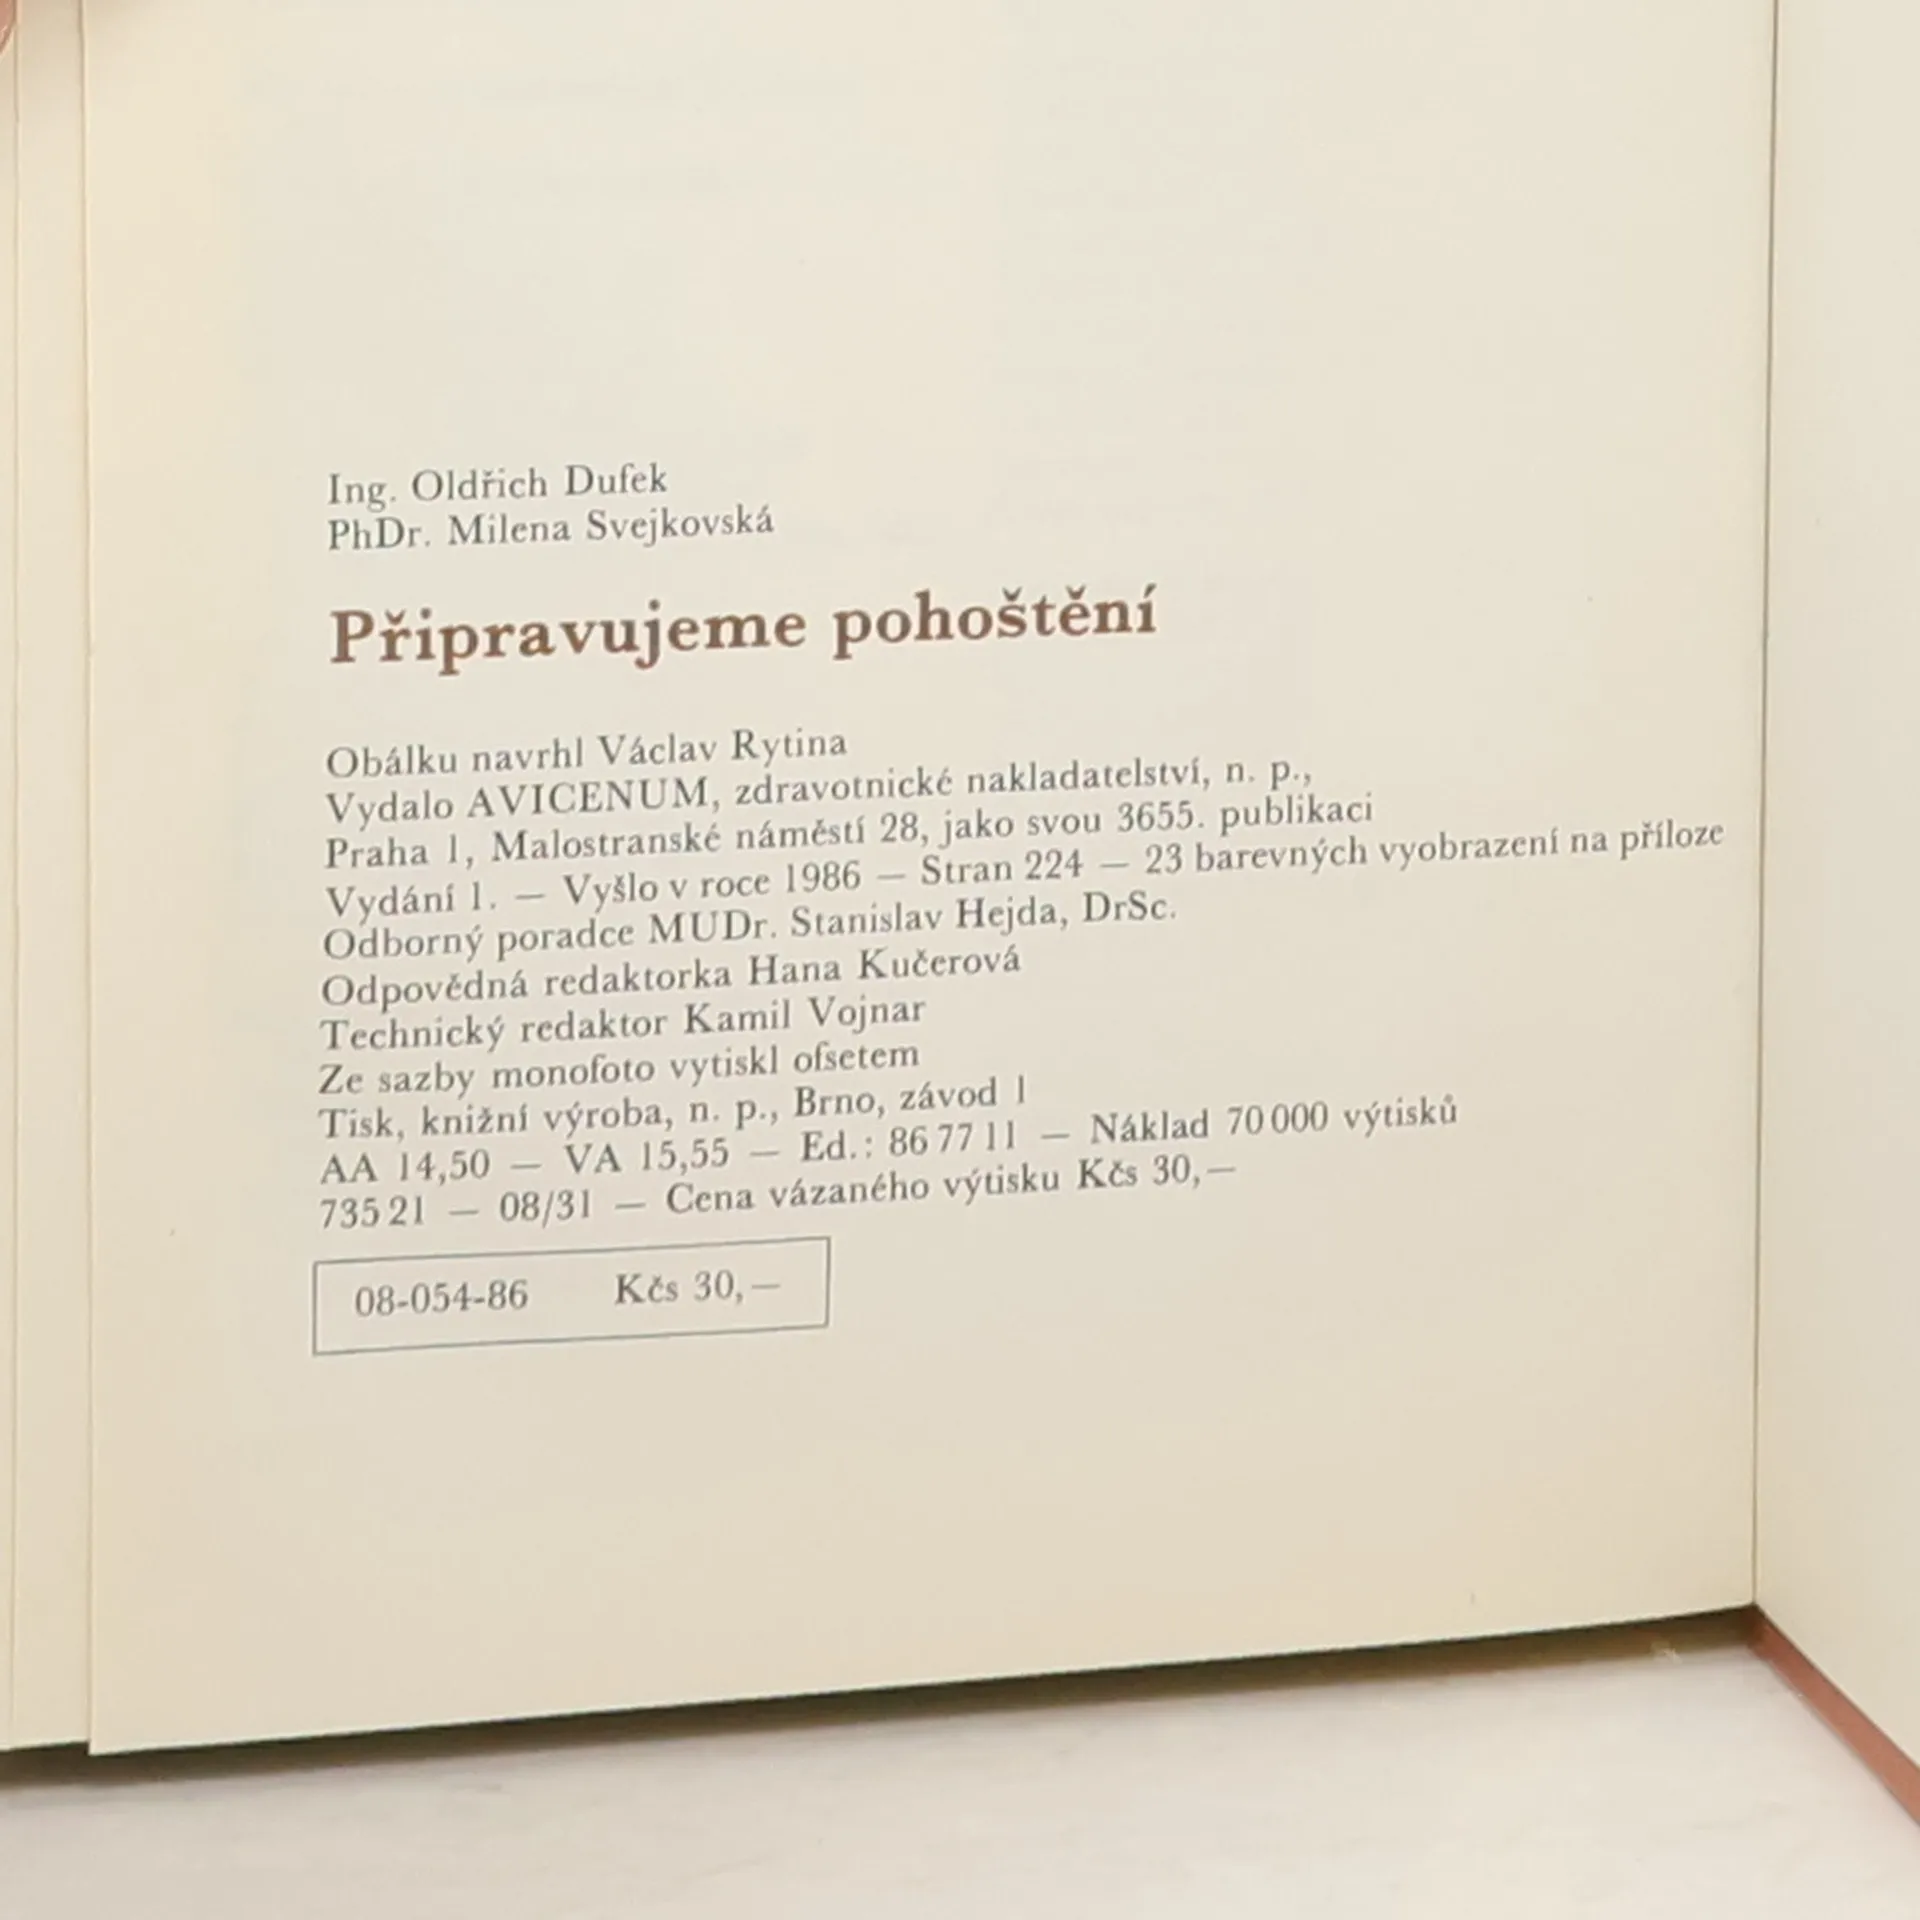 Ing. Oldřich Dufek
PhDr. Milena Svejkovská
Připravujeme pohoštění
Obálku navrhl Václav Rytina
Vydalo AVICENUM, zdravotnické nakladatelství, n. p.,
Praha 1, Malostranské náměstí 28, jako svou 3655. publikaci
Vydání 1. — Vyšlo v roce 1986 — Stran 224 — 23 barevných vyobrazení na příloze
Odborný poradce MUDr. Stanislav Hejda, DrSc.
Odpovědná redaktorka Hana Kučerová
Technický redaktor Kamil Vojnar
Ze sazby monofoto vytiskl ofsetem
Tisk, knižní výroba, n. p., Brno, závod 1
AA 14,50 — VA 15,55 — Ed.: 86 77 11 — Náklad 70 000 výtisků
735 21 — 08/31 — Cena vázaného výtisku Kčs 30,—
08-054-86 Kčs 30,—